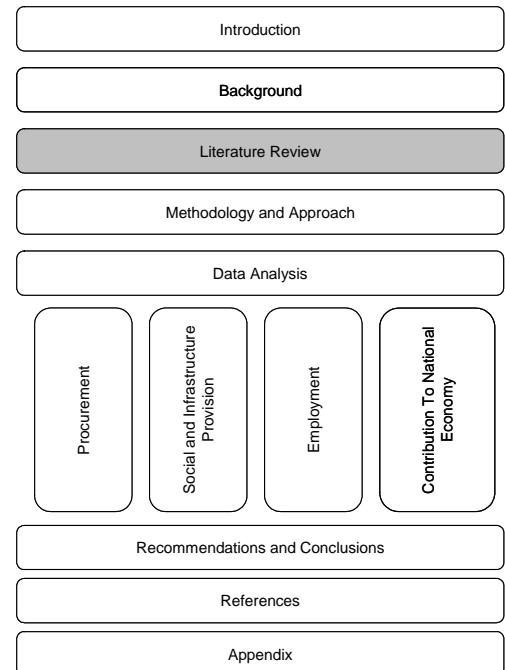 Introduction
Background
Literature Review
Methodology and Approach
Data Analysis
Procurement
Social and Infrastructure
Provision
Employment
Contribution To National
Economy
Recommendations and Conclusions
References
Appendix